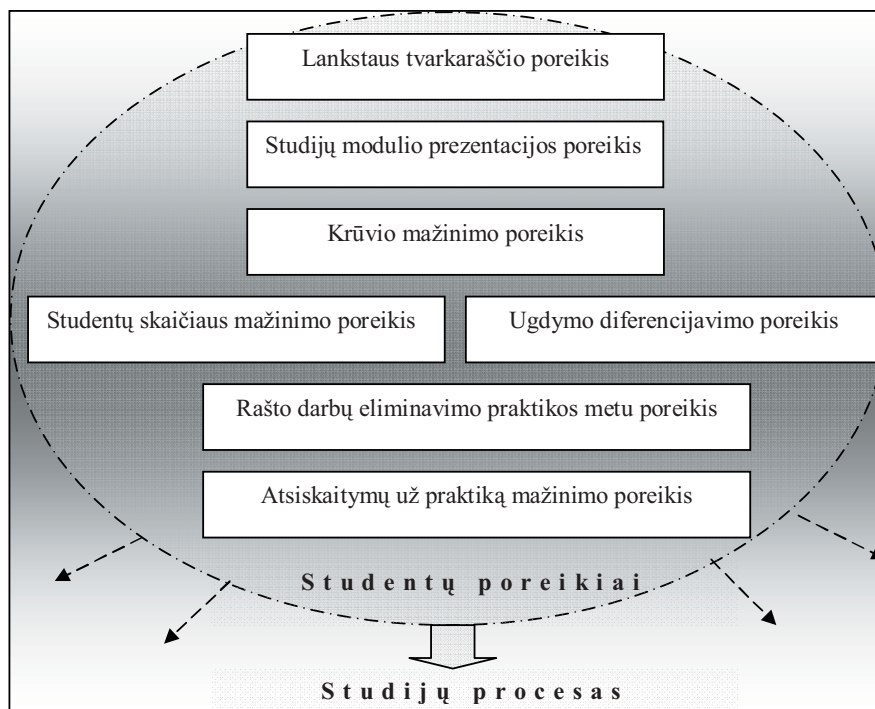 Lankstaus tvarkaraščio poreikis
Studijų modulio prezentacijos poreikis
Krūvio mažinimo poreikis
Studentų skaičiaus mažinimo poreikis
Ugdymo diferencijavimo poreikis
Rašto darbų eliminavimo praktikos metu poreikis
Atsiskaitymų už praktiką mažinimo poreikis
Studentų poreikiai
Studijų procesas